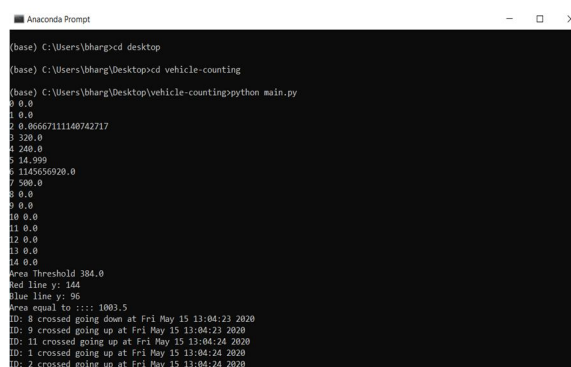 Anaconda Prompt
(base) C:\Users\bharg>cd desktop
(base) C:\Users\bharg\Desktop>cd vehicle-counting
(base) C:\Users\bharg\Desktop\vehicle-counting>python main.py
0 0.0
1 0.0
2 0.06667111140742717
3 320.0
4 240.0
5 14.999
6 1145656920.0
7 500.0
8 0.0
9 0.0
10 0.0
11 0.0
12 0.0
13 0.0
14 0.0
Area Threshold 384.0
Red line y: 144
Blue line y: 96
Area equal to :::: 1003.5
ID: 8 crossed going down at Fri May 15 13:04:23 2020
ID: 9 crossed going up at Fri May 15 13:04:23 2020
ID: 11 crossed going up at Fri May 15 13:04:24 2020
ID: 1 crossed going up at Fri May 15 13:04:24 2020
ID: 2 crossed going up at Fri May 15 13:04:24 2020